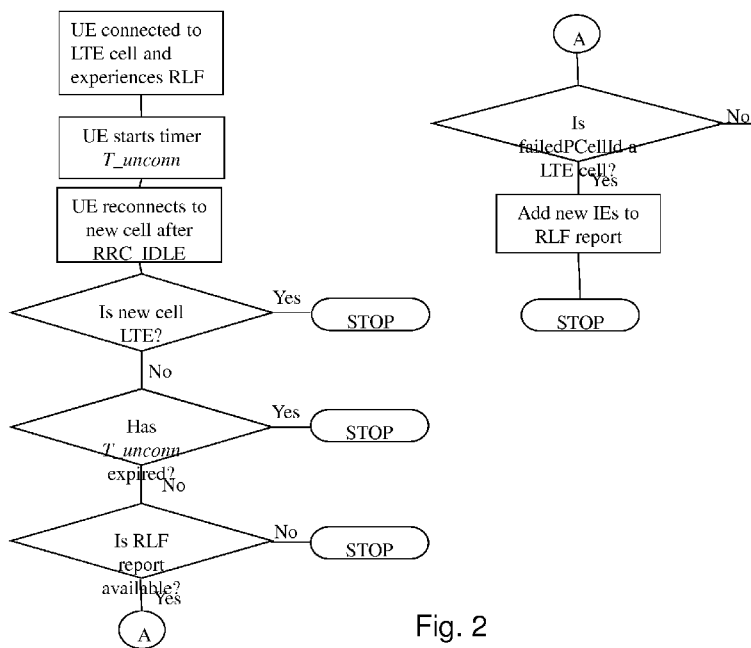 UE connected to
LTE cell and
experiences RLF
UE starts timer
T_unconn
UE reconnects to
new cell after
RRC_IDLE
Is new cell
LTE?
Yes
STOP
No
Has
T_unconn
expired?
Yes
STOP
No
Is RLF
report
available?
No
STOP
Yes
A
A
Is
failedPCellId a
LTE cell?
No
Yes
Add new IEs to
RLF report
STOP
Fig. 2